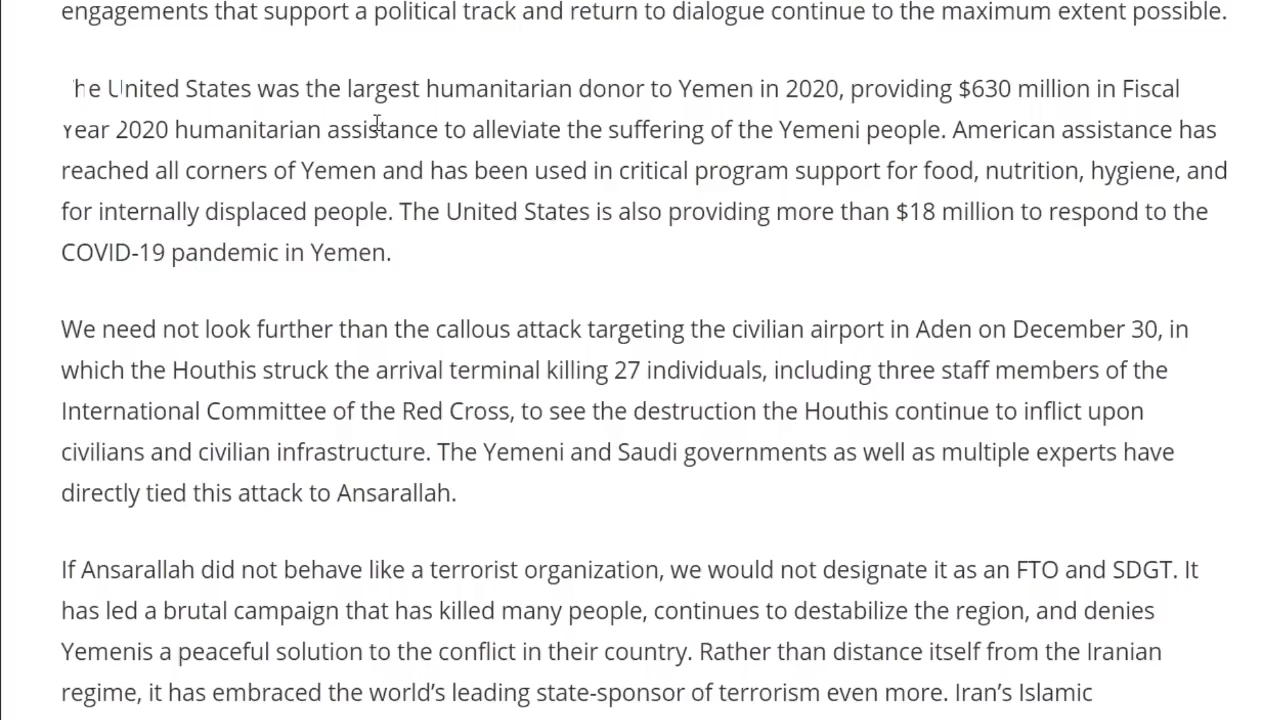 engagements that support a political track and return to dialogue continue to the maximum extent possible.
The United States was the largest humanitarian donor to Yemen in 2020, providing $630 million in Fiscal
Year 2020 humanitarian assistance to alleviate the suffering of the Yemeni people. American assistance has
reached all corners of Yemen and has been used in critical program support for food, nutrition, hygiene, and
for internally displaced people. The United States is also providing more than $18 million to respond to the
COVID-19 pandemic in Yemen.
We need not look further than the callous attack targeting the civilian airport in Aden on December 30, in
which the Houthis struck the arrival terminal killing 27 individuals, including three staff members of the
International Committee of the Red Cross, to see the destruction the Houthis continue to inflict upon
civilians and civilian infrastructure. The Yemeni and Saudi governments as well as multiple experts have
directly tied this attack to Ansarallah.
If Ansarallah did not behave like a terrorist organization, we would not designate it as an FTO and SDGT. It
has led a brutal campaign that has killed many people, continues to destabilize the region, and denies
Yemenis a peaceful solution to the conflict in their country. Rather than distance itself from the Iranian
regime, it has embraced the world’s leading state-sponsor of terrorism even more. Iran’s Islamic